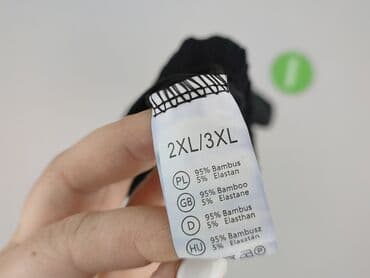 2XL/3XL
PL 95% Bambus
5% Elastan
GB 95% Bamboo
5% Elastane
D 95% Bambus
5% Elasthan
HU 95% Bambusz
5% Elasatán